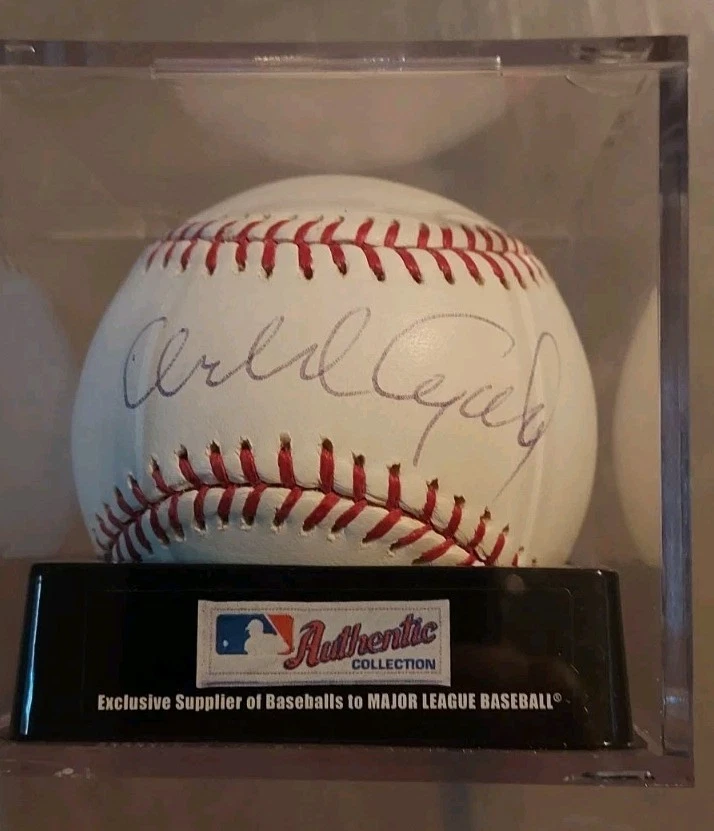 Authentic
COLLECTION
Exclusive Supplier of Baseballs to MAJOR LEAGUE BASEBALL®